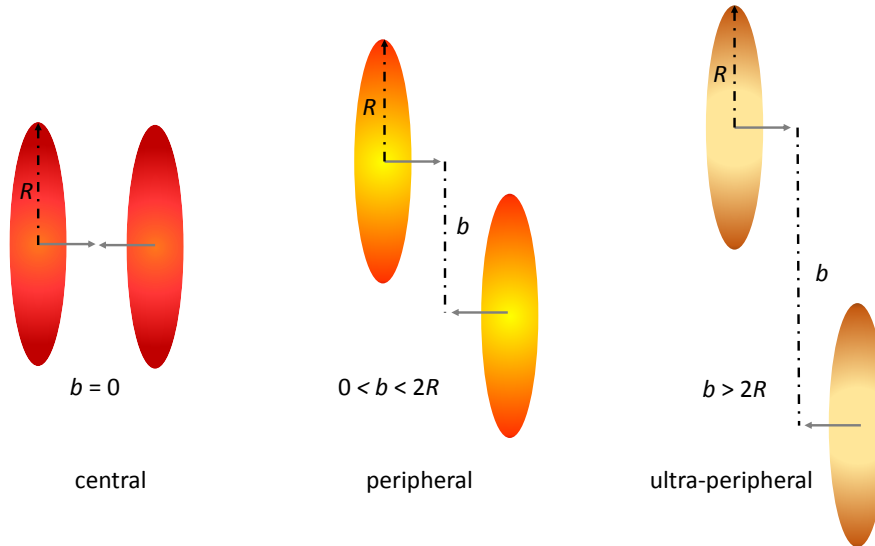 R
R
R
b
b
b = 0
0 < b < 2R
b > 2R
central
peripheral
ultra-peripheral